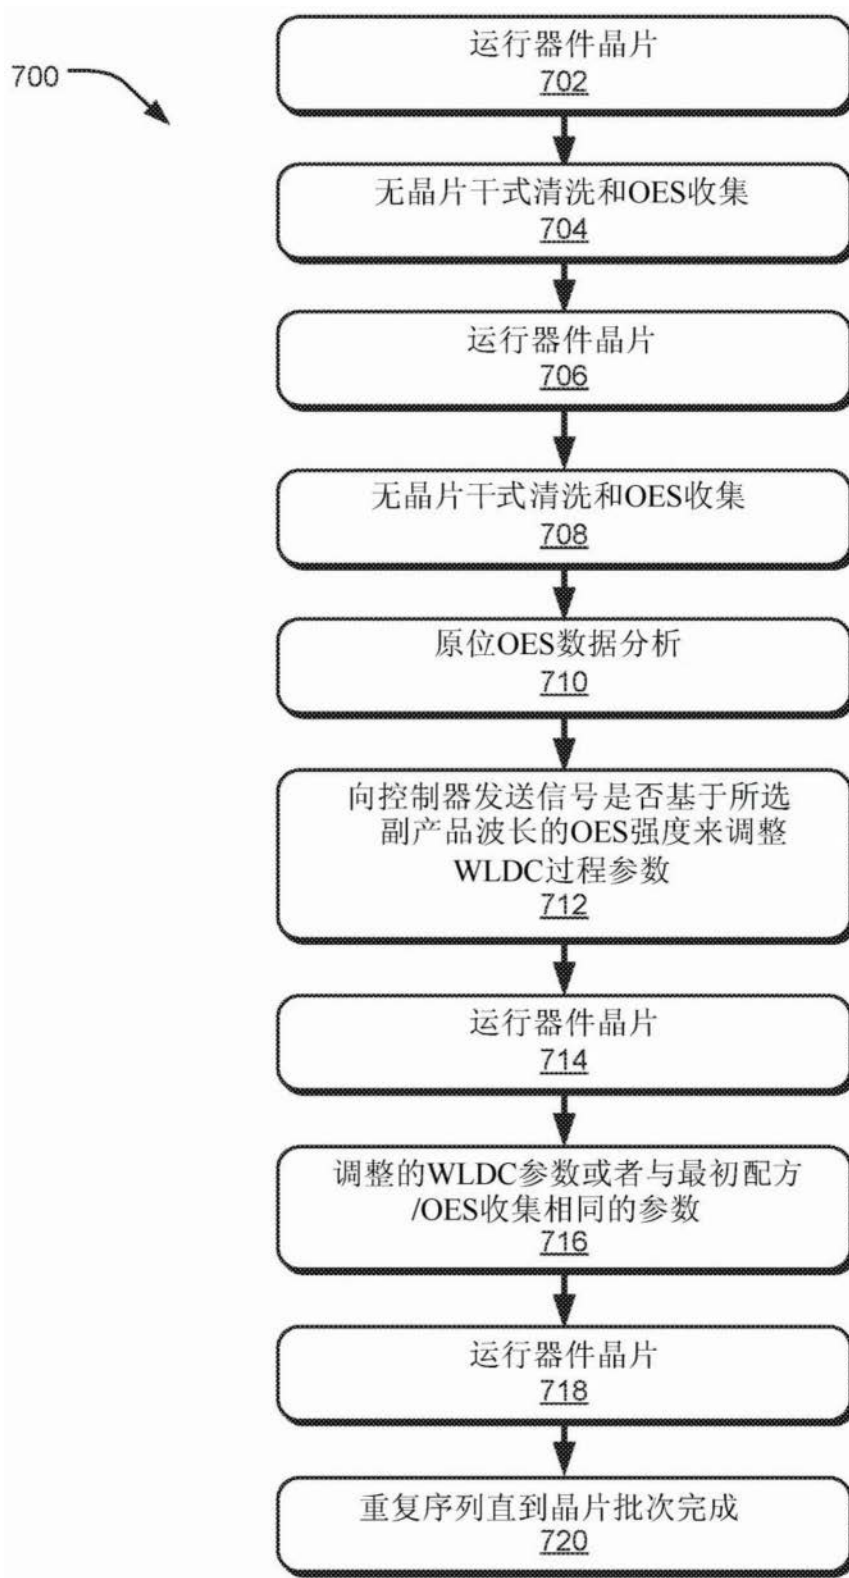 700
运行器件晶片
702
无晶片干式清洗和OES收集
704
运行器件晶片
706
无晶片干式清洗和OES收集
708
原位OES数据分析
710
向控制器发送信号是否基于所选
副产品波长的OES强度来调整
WLDC过程参数
712
运行器件晶片
714
调整的WLDC参数或者与最初配方
/OES收集相同的参数
716
运行器件晶片
718
重复序列直到晶片批次完成
720